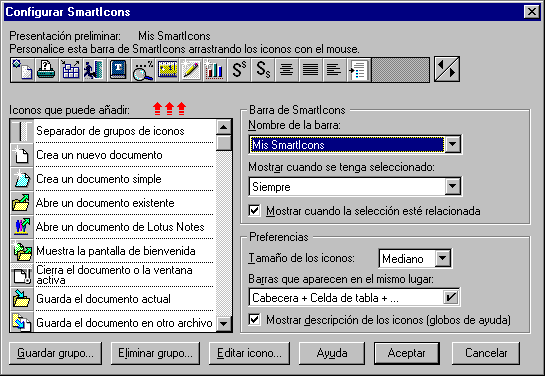 Configurar SmartIcons
Presentación preliminar: Mis SmartIcons
Personalice esta barra de SmartIcons arrastrando los iconos con el mouse.
Iconos que puede añadir:
Separador de grupos de iconos
Crea un nuevo documento
Crea un documento simple
Abre un documento existente
Abre un documento de Lotus Notes
Muestra la pantalla de bienvenida
Cierra el documento o la ventana
activa
Guarda el documento actual
Guarda el documento en otro archivo
Barra de SmartIcons
Nombre de la barra:
Mis SmartIcons
Mostrar cuando se tenga seleccionado:
Siempre
Mostrar cuando la selección esté relacionada
Preferencias
Tamaño de los iconos: Mediano
Barras que aparecen en el mismo lugar:
Cabecera + Celda de tabla + ...
Mostrar descripción de los iconos (globos de ayuda)
Guardar grupo... Eliminar grupo... Editar icono... Ayuda Aceptar Cancelar